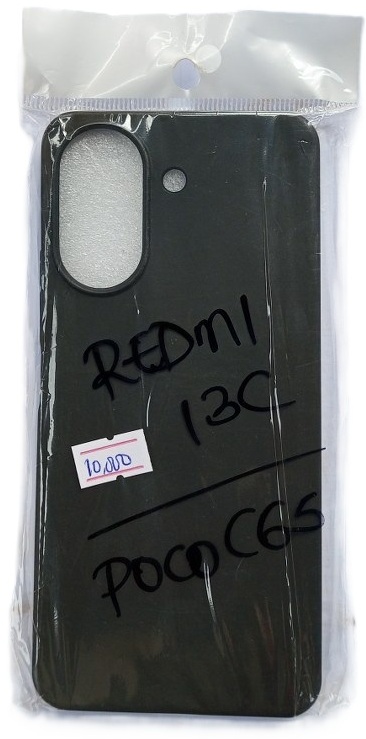 REDMI
13C
10,000
POCO C65